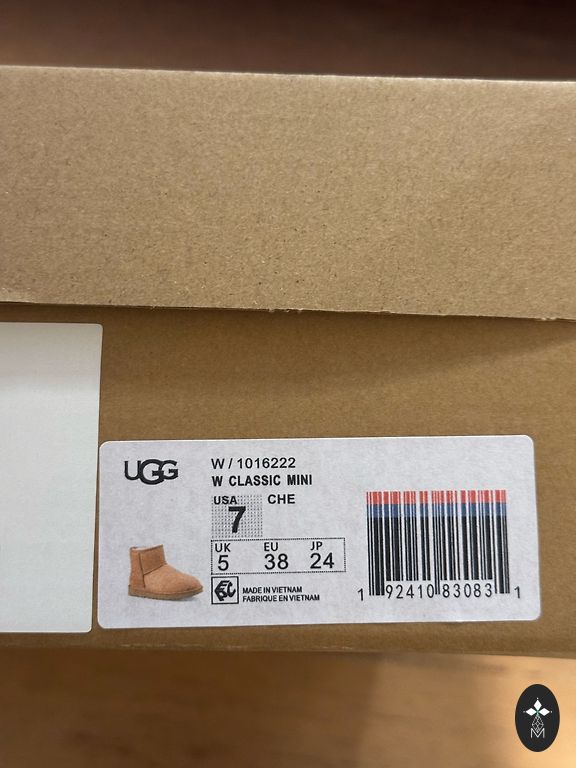 UGG
W / 1016222
W CLASSIC MINI
USA CHE
7
UK EU JP
5 38 24
MADE IN VIETNAM
FABRIQUE EN VIETNAM
1 92410 83083 1
M